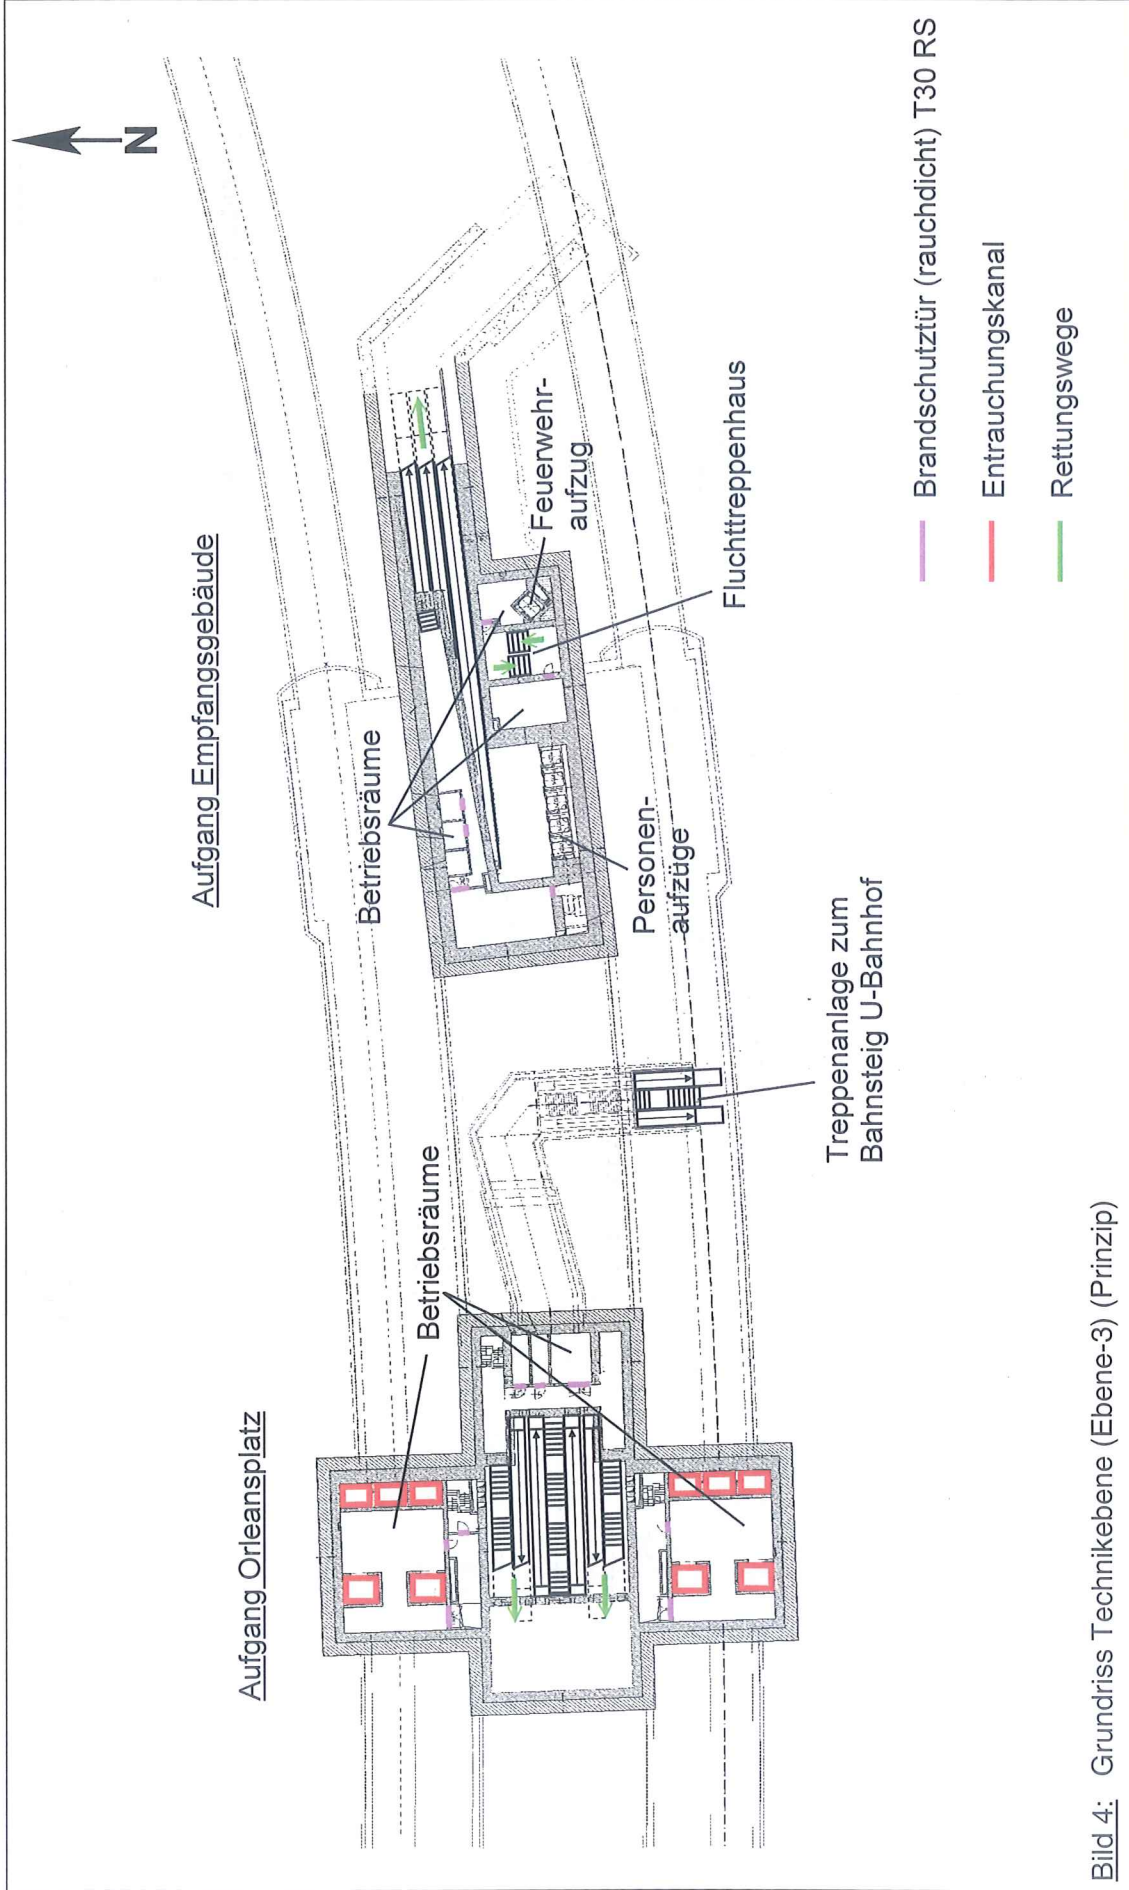 N
Aufgang Empfangsgebäude
Betriebsräume
Feuerwehr-
aufzug
Fluchttreppenhaus
Personen-
aufzüge
Aufgang Orleansplatz
Betriebsräume
Treppenanlage zum
Bahnsteig U-Bahnhof
Brandschutztür (rauchdicht) T30 RS
Entrauchungskanal
Rettungswege
Bild 4: Grundriss Technikebene (Ebene-3) (Prinzip)